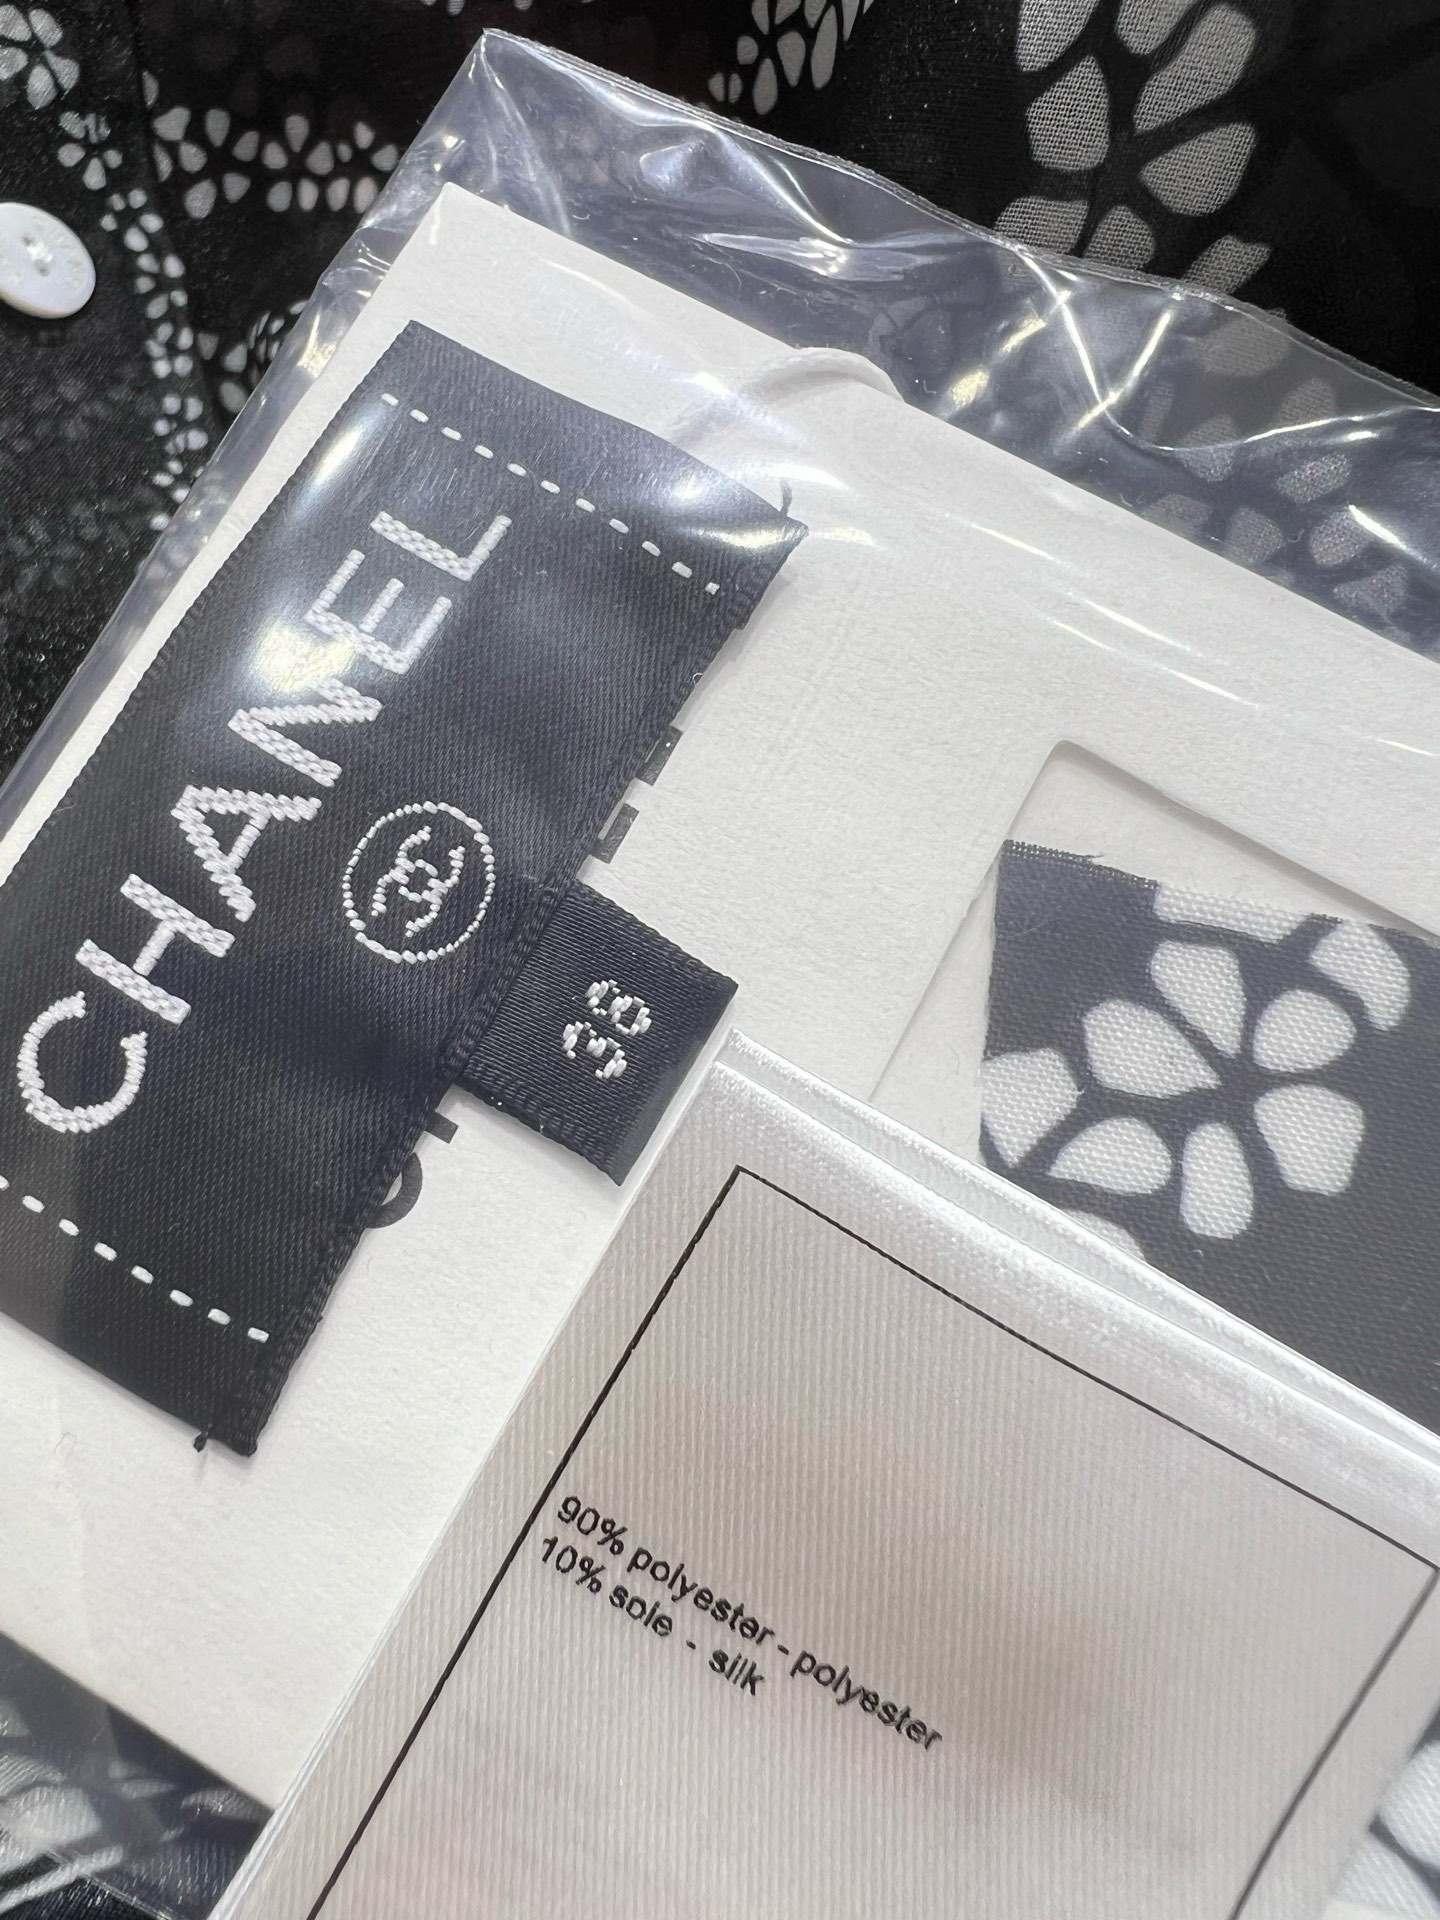 CHANEL
38
90% polyester - polyester
10% soie - silk